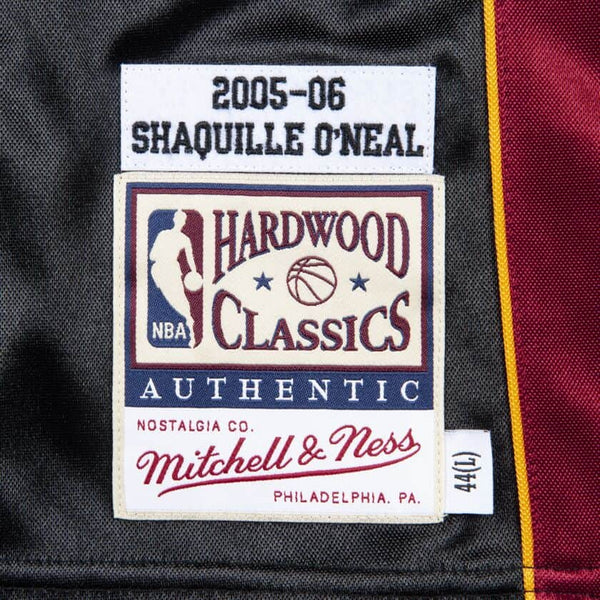 2005-06
SHAQUILLE O'NEAL
HARDWOOD
CLASSICS
NBA
AUTHENTIC
NOSTALGIA CO.
Mitchell & Ness
PHILADELPHIA, PA.
44(L)